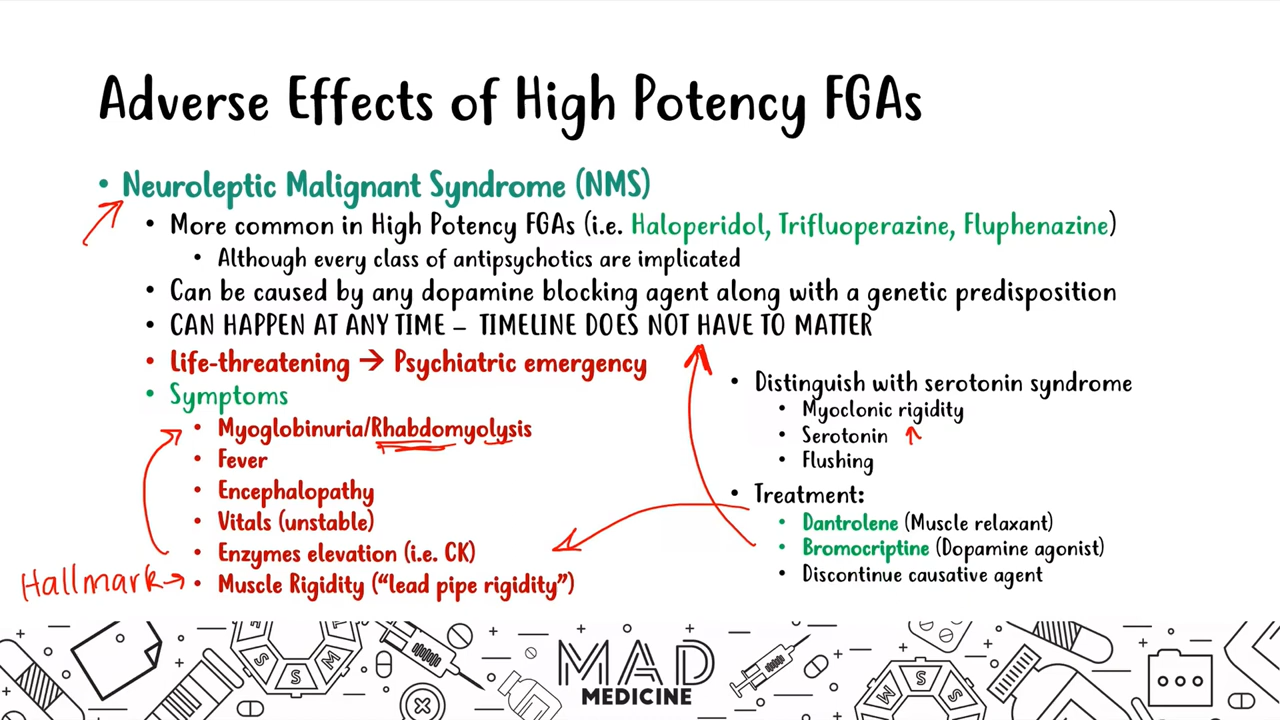 Adverse Effects of High Potency FGAs
• Neuroleptic Malignant Syndrome (NMS)
• More common in High Potency FGAs (i.e. Haloperidol, Trifluoperazine, Fluphenazine)
• Although every class of antipsychotics are implicated
• Can be caused by any dopamine blocking agent along with a genetic predisposition
• CAN HAPPEN AT ANY TIME – TIMELINE DOES NOT HAVE TO MATTER
• Life-threatening → Psychiatric emergency
• Symptoms
• Myoglobinuria/Rhabdomyolysis
• Fever
• Encephalopathy
• Vitals (unstable)
• Enzymes elevation (i.e. CK)
Hallmark→ • Muscle Rigidity (“lead pipe rigidity”)
• Distinguish with serotonin syndrome
• Myoclonic rigidity
• Serotonin ↑
• Flushing
• Treatment:
• Dantrolene (Muscle relaxant)
• Bromocriptine (Dopamine agonist)
• Discontinue causative agent
MAD
MEDICINE
S S M
M S S